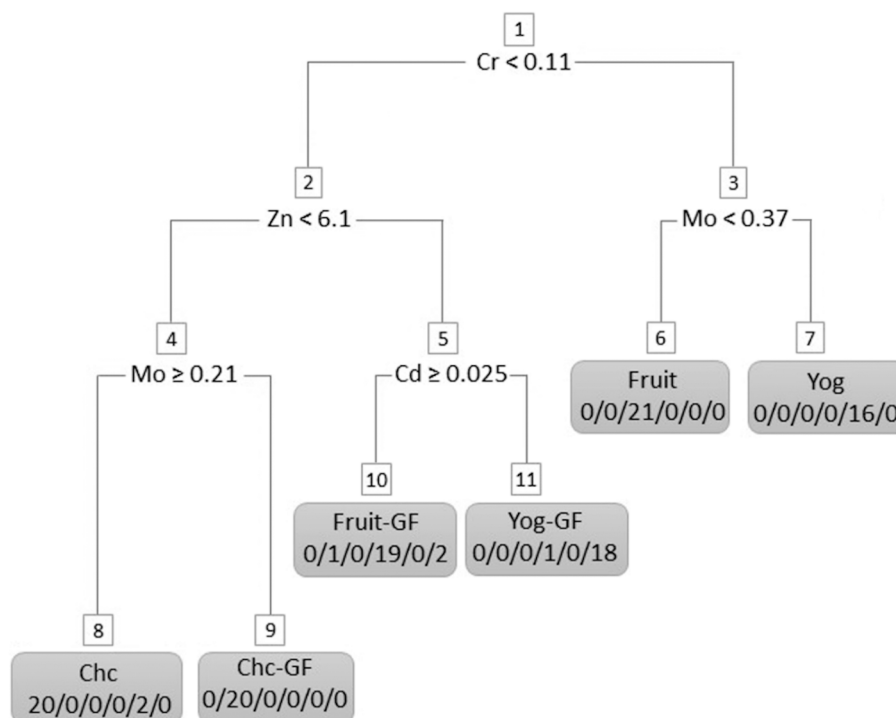 1
Cr < 0.11
2
3
Zn < 6.1
Mo < 0.37
4
5
6
7
Mo ≥ 0.21
Cd ≥ 0.025
Fruit
0/0/21/0/0/0
Yog
0/0/0/0/16/0
10
11
Fruit-GF
0/1/0/19/0/2
Yog-GF
0/0/0/1/0/18
8
9
Chc
20/0/0/0/2/0
Chc-GF
0/20/0/0/0/0